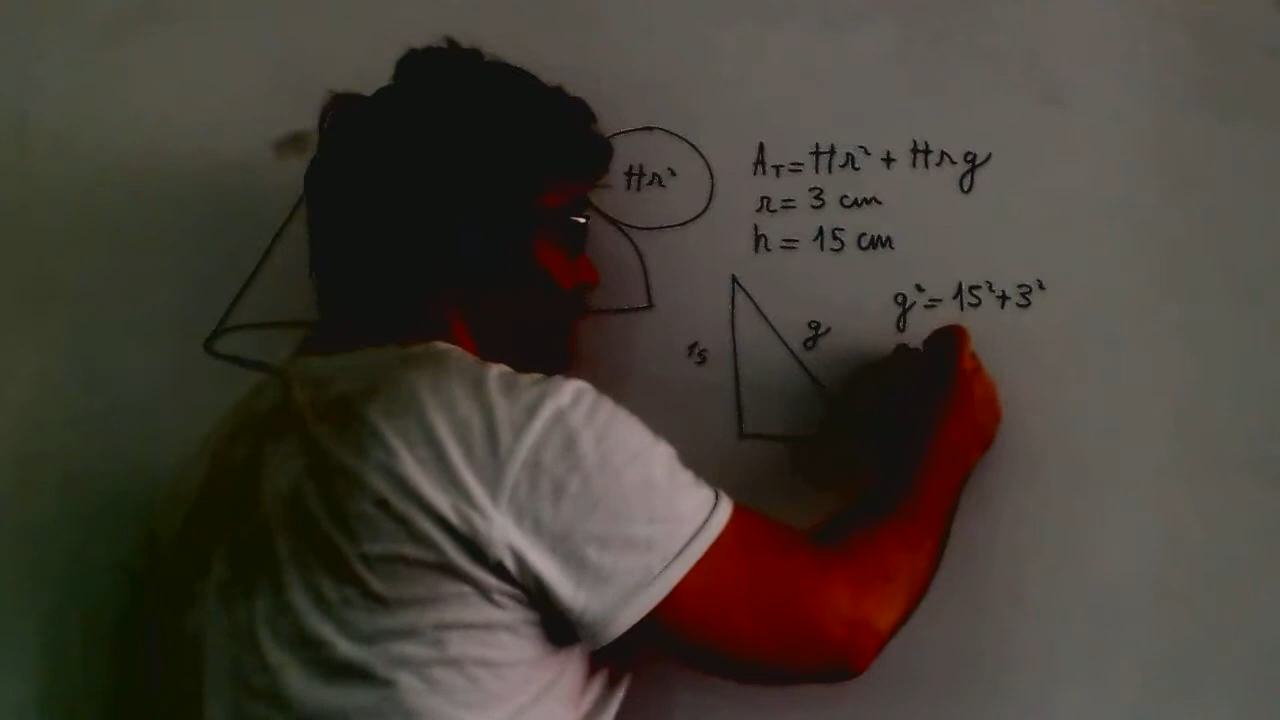 πr²
A_T = πr² + πrg
r = 3 cm
h = 15 cm
g² = 15² + 3²
15
g